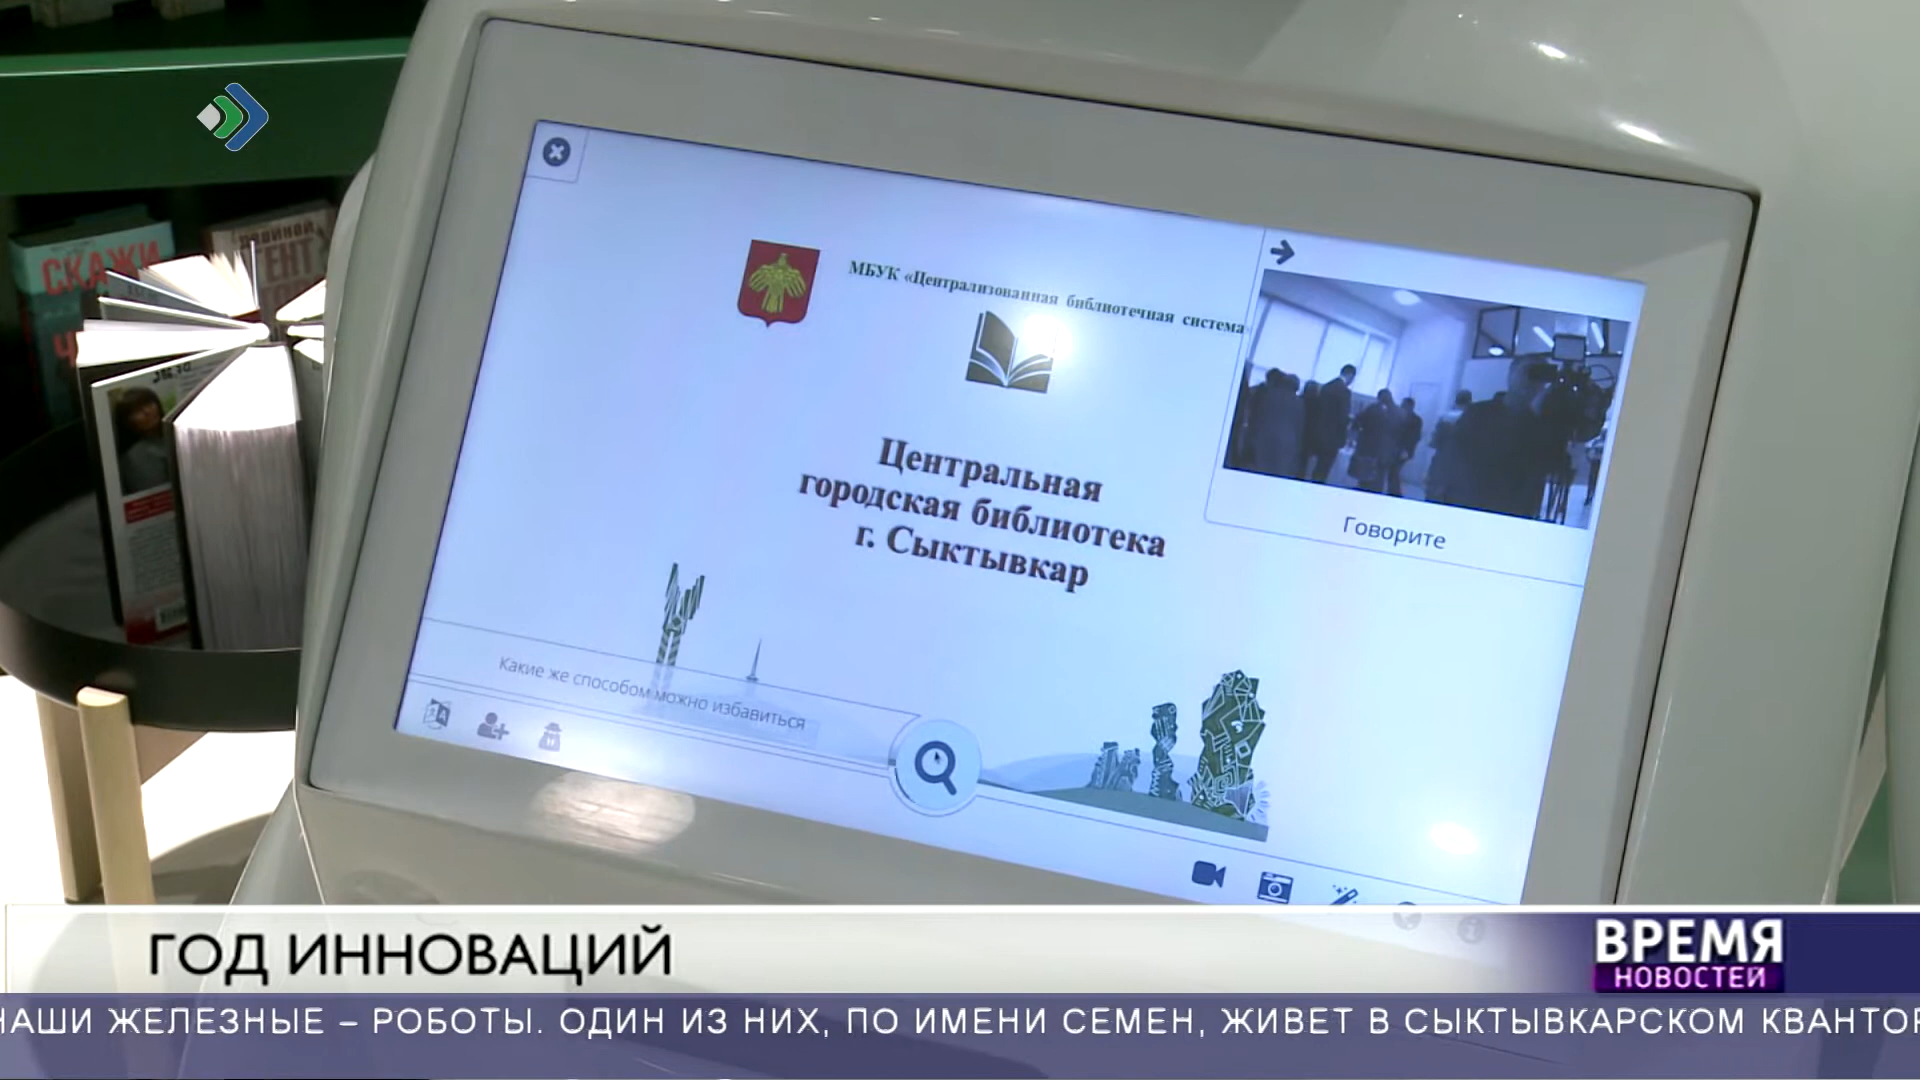 СКАЖИ
МБУК «Централизованная библиотечная система»
Центральная
городская библиотека
г. Сыктывкар
Говорите
Какие же способом можно избавиться
ГОД ИННОВАЦИЙ
ВРЕМЯ
НОВОСТЕЙ
НАШИ ЖЕЛЕЗНЫЕ – РОБОТЫ. ОДИН ИЗ НИХ, ПО ИМЕНИ СЕМЕН, ЖИВЕТ В СЫКТЫВКАРСКОМ КВАНТОР